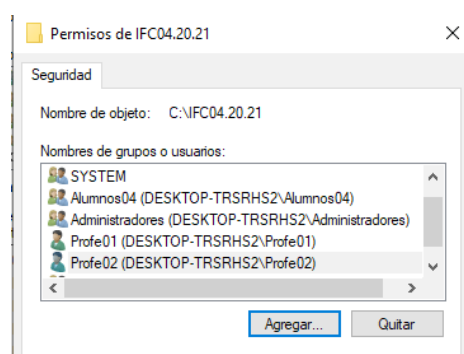 Permisos de IFC04.20.21
Seguridad
Nombre de objeto: C:\IFC04.20.21
Nombres de grupos o usuarios:
SYSTEM
Alumnos04 (DESKTOP-TRSRHS2\Alumnos04)
Administradores (DESKTOP-TRSRHS2\Administradores)
Profe01 (DESKTOP-TRSRHS2\Profe01)
Profe02 (DESKTOP-TRSRHS2\Profe02)
Agregar... Quitar